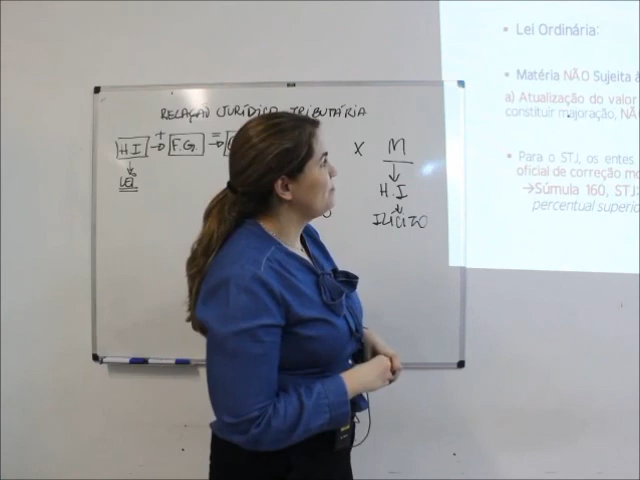 RELAÇÃO JURÍDICA TRIBUTÁRIA
H.I + → F.G. = →
LEI
X M
H.I
ILÍCITO
• Lei Ordinária:
• Matéria NÃO Sujeita
a) Atualização do valor
constituir majoração, NÃ
• Para o STJ, os entes
oficial de correção mo
→Súmula 160, STJ:
percentual superio